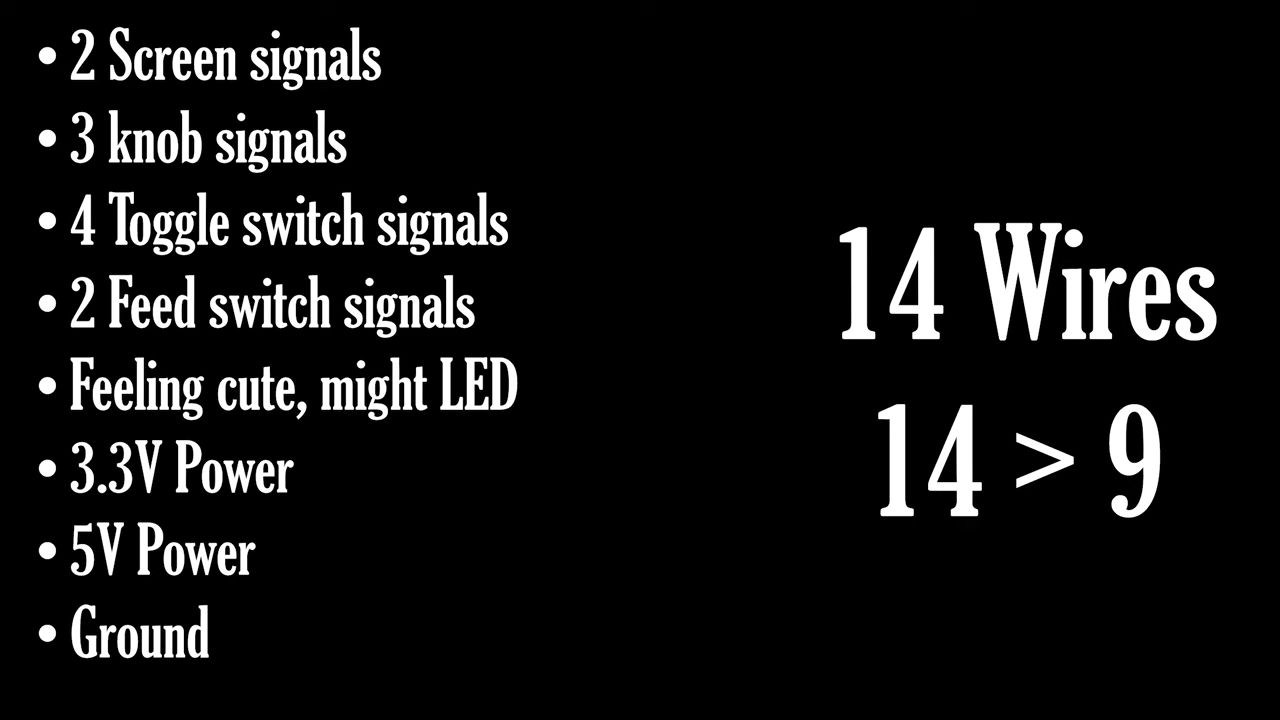 • 2 Screen signals
• 3 knob signals
• 4 Toggle switch signals
• 2 Feed switch signals
• Feeling cute, might LED
• 3.3V Power
• 5V Power
• Ground
14 Wires
14 > 9